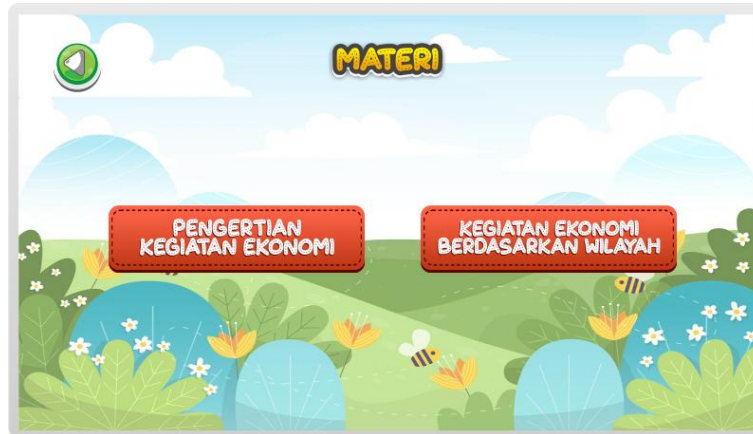 MATERI
PENGERTIAN
KEGIATAN EKONOMI
KEGIATAN EKONOMI
BERDASARKAN WILAYAH